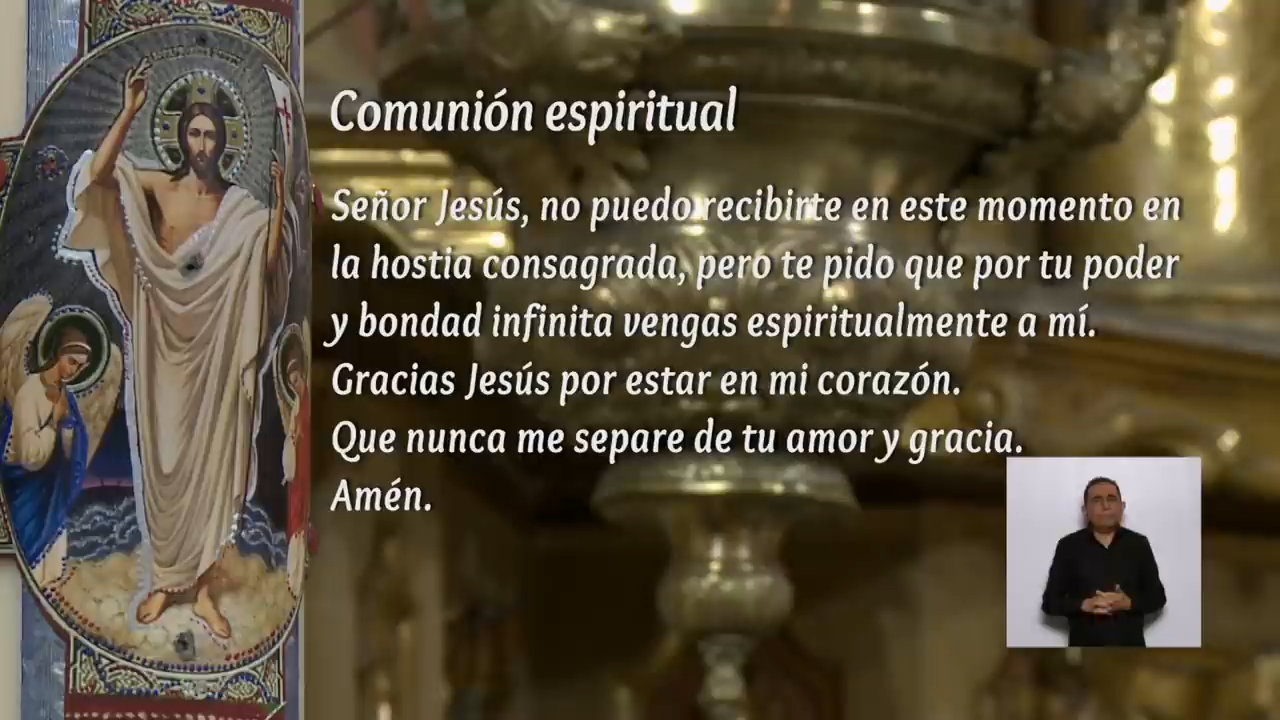 Comunión espiritual
Señor Jesús, no puedo recibirte en este momento en
la hostia consagrada, pero te pido que por tu poder
y bondad infinita vengas espiritualmente a mí.
Gracias Jesús por estar en mi corazón.
Que nunca me separe de tu amor y gracia.
Amén.